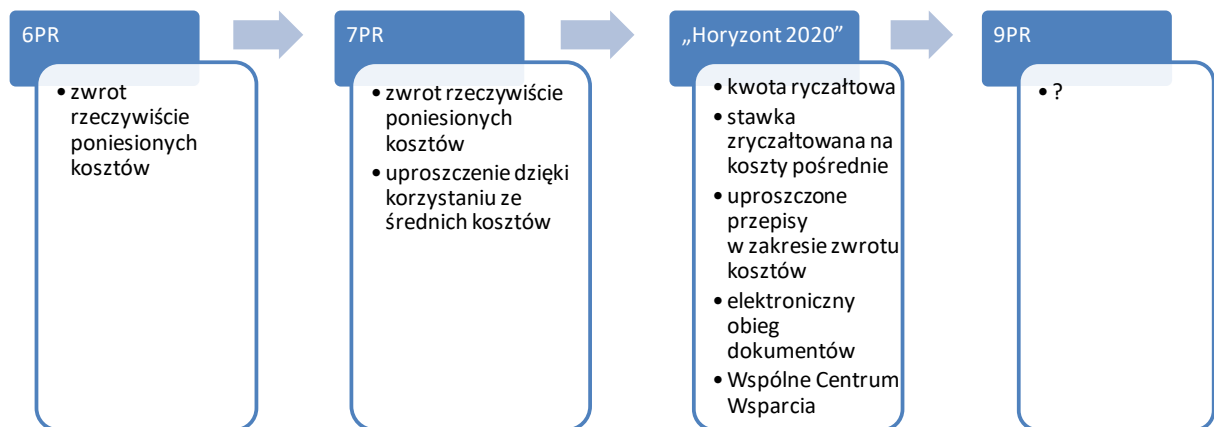 6PR
• zwrot
rzeczywiście
poniesionych
kosztów
7PR
• zwrot rzeczywiście
poniesionych
kosztów
• uproszczenie dzięki
korzystaniu ze
średnich kosztów
„Horyzont 2020”
• kwota ryczałtowa
• stawka
zryczałtowana na
koszty pośrednie
• uproszczone
przepisy
w zakresie zwrotu
kosztów
• elektroniczny
obieg
dokumentów
• Wspólne Centrum
Wsparcia
9PR
• ?